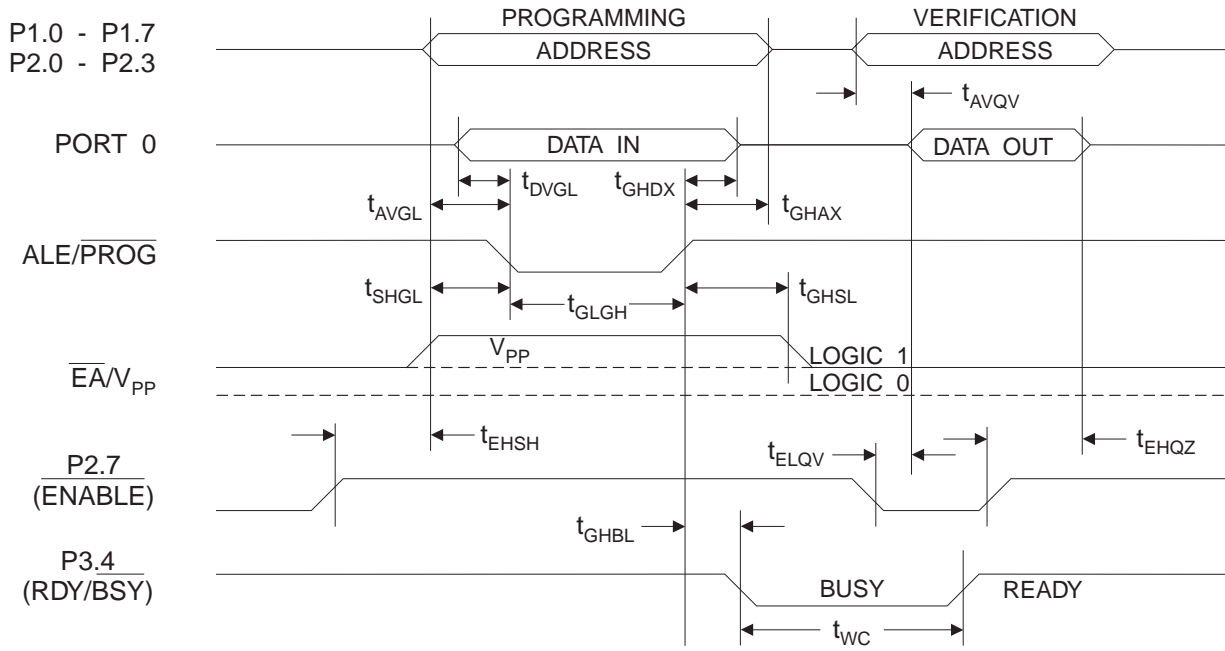 PROGRAMMING
VERIFICATION
P1.0 - P1.7
P2.0 - P2.3
ADDRESS
ADDRESS
tAVQV
PORT 0
DATA IN
DATA OUT
tDVGL
tGHDX
tAVGL
tGHAX
ALE/PROG
tSHGL
tGLGH
tGHSL
EA/VPP
VPP
LOGIC 1
LOGIC 0
tEHSH
tELQV
tEHQZ
P2.7
(ENABLE)
tGHBL
P3.4
(RDY/BSY)
BUSY
READY
tWC